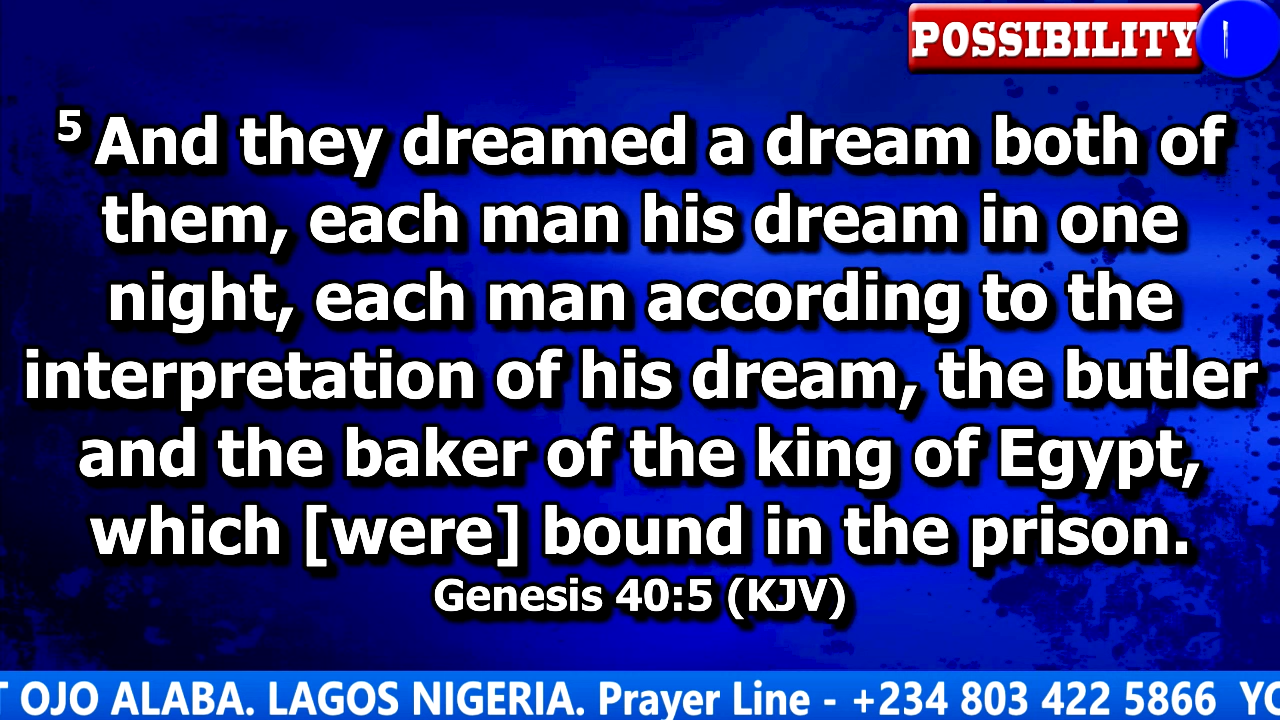 POSSIBILITY
5 And they dreamed a dream both of
them, each man his dream in one
night, each man according to the
interpretation of his dream, the butler
and the baker of the king of Egypt,
which [were] bound in the prison.
Genesis 40:5 (KJV)
OJO ALABA. LAGOS NIGERIA. Prayer Line - +234 803 422 5866